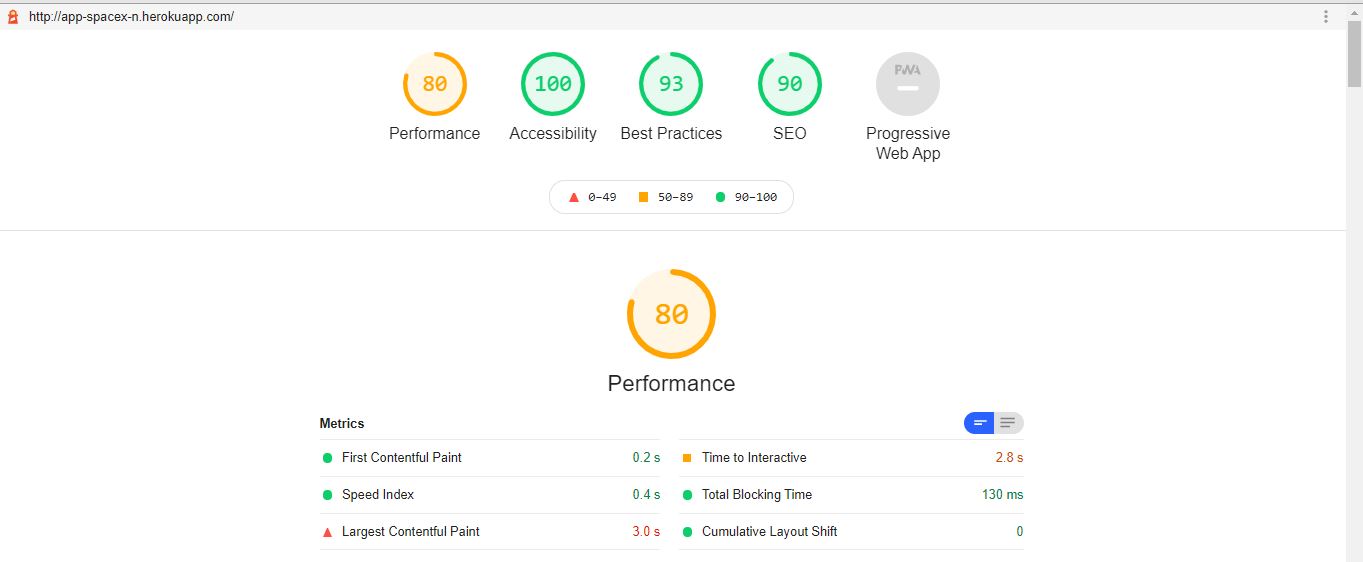 http://app-spacex-n.herokuapp.com/
80 100 93 90 PWA
Performance Accessibility Best Practices SEO Progressive
Web App
0–49 50–89 90–100
80
Performance
Metrics
First Contentful Paint 0.2 s Time to Interactive 2.8 s
Speed Index 0.4 s Total Blocking Time 130 ms
Largest Contentful Paint 3.0 s Cumulative Layout Shift 0